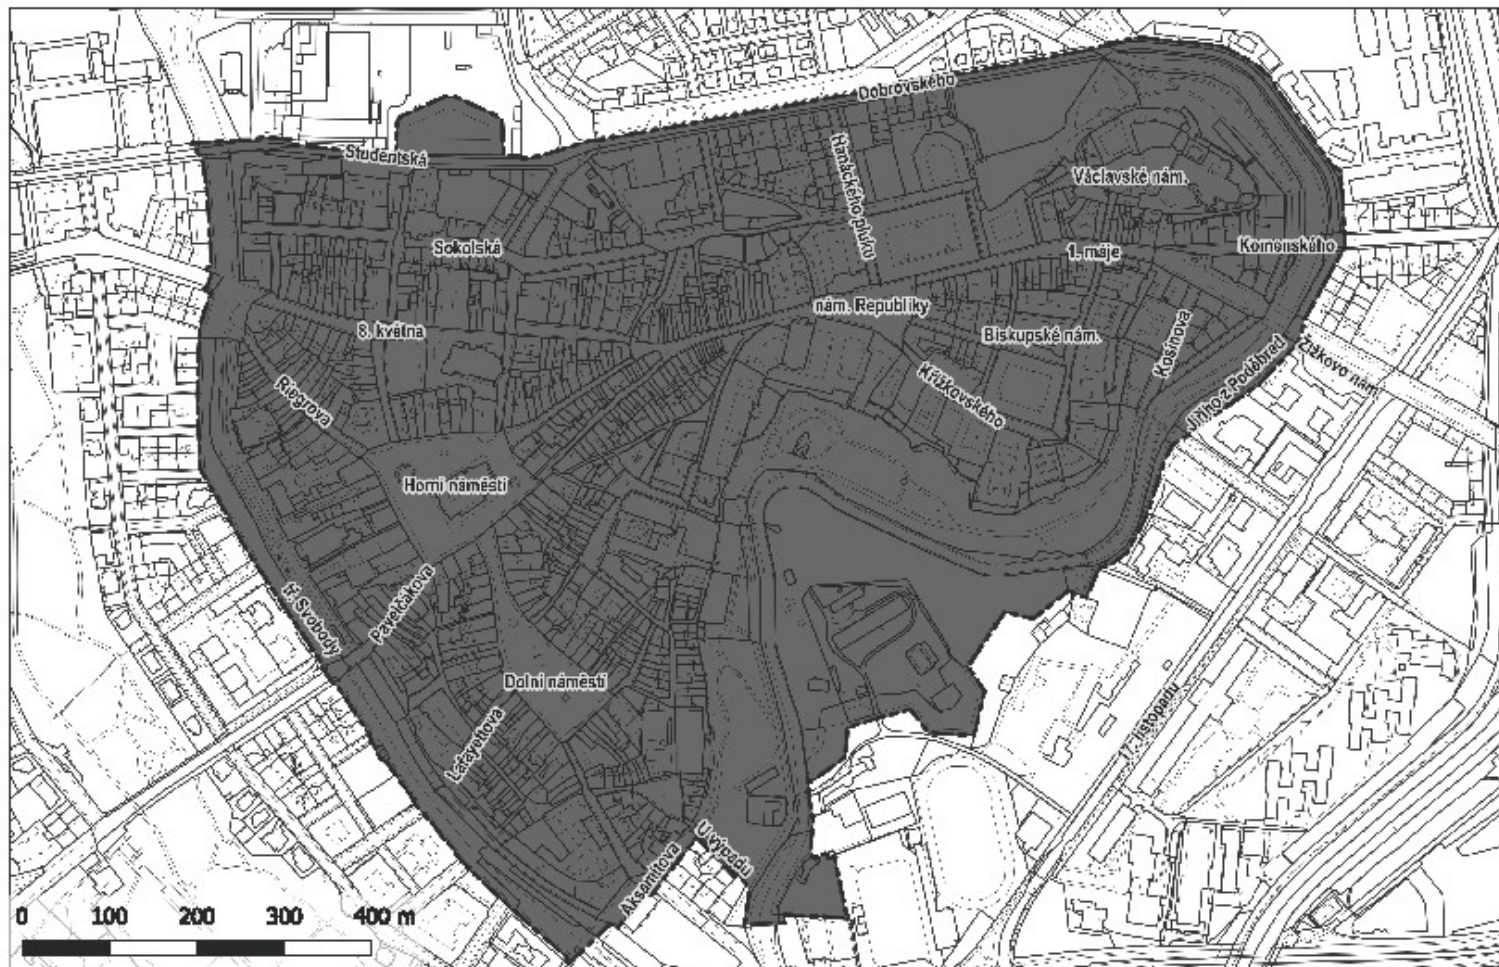 Dobrovského
Studentská
Hanáckého pluku
Václavské nám.
Sokolská
1. máje
Komenského
nám. Republiky
8. května
Biskupské nám.
Kosinova
Žižkovo nám.
Jiřího z Poděbrad
Křížkovského
Riegrova
Horní náměstí
tř. Svobody
Pavelčákova
Dolní náměstí
Lafayettova
17. listopadu
U výpadu
Aksamitova
0 100 200 300 400 m